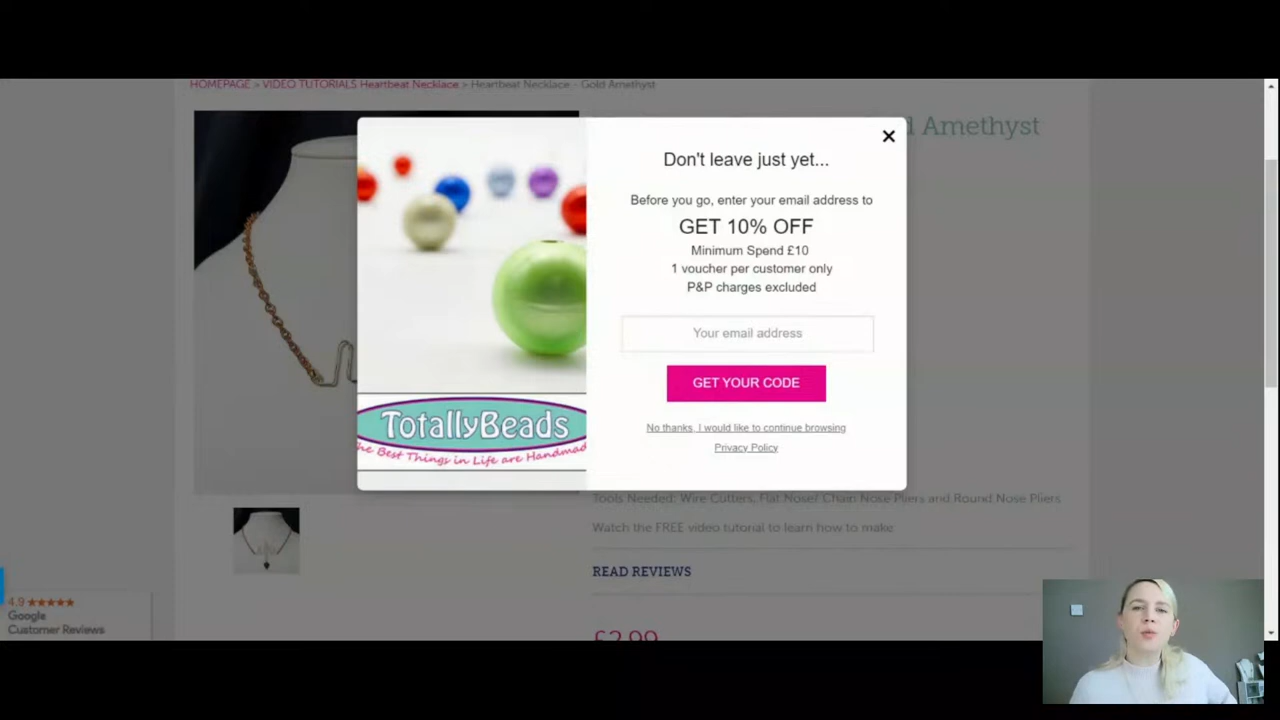 HOMEPAGE > VIDEO TUTORIALS Heartbeat Necklace > Heartbeat Necklace - Gold Amethyst
Amethyst
Don't leave just yet...
Before you go, enter your email address to
GET 10% OFF
Minimum Spend £10
1 voucher per customer only
P&P charges excluded
Your email address
GET YOUR CODE
No thanks, I would like to continue browsing
Privacy Policy
TotallyBeads
The Best Things in Life are Handmad
Tools Needed: Wire Cutters, Flat Nose/ Chain Nose Pliers and Round Nose Pliers
Watch the FREE video tutorial to learn how to make
READ REVIEWS
4.9
Google
Customer Reviews
£2.99